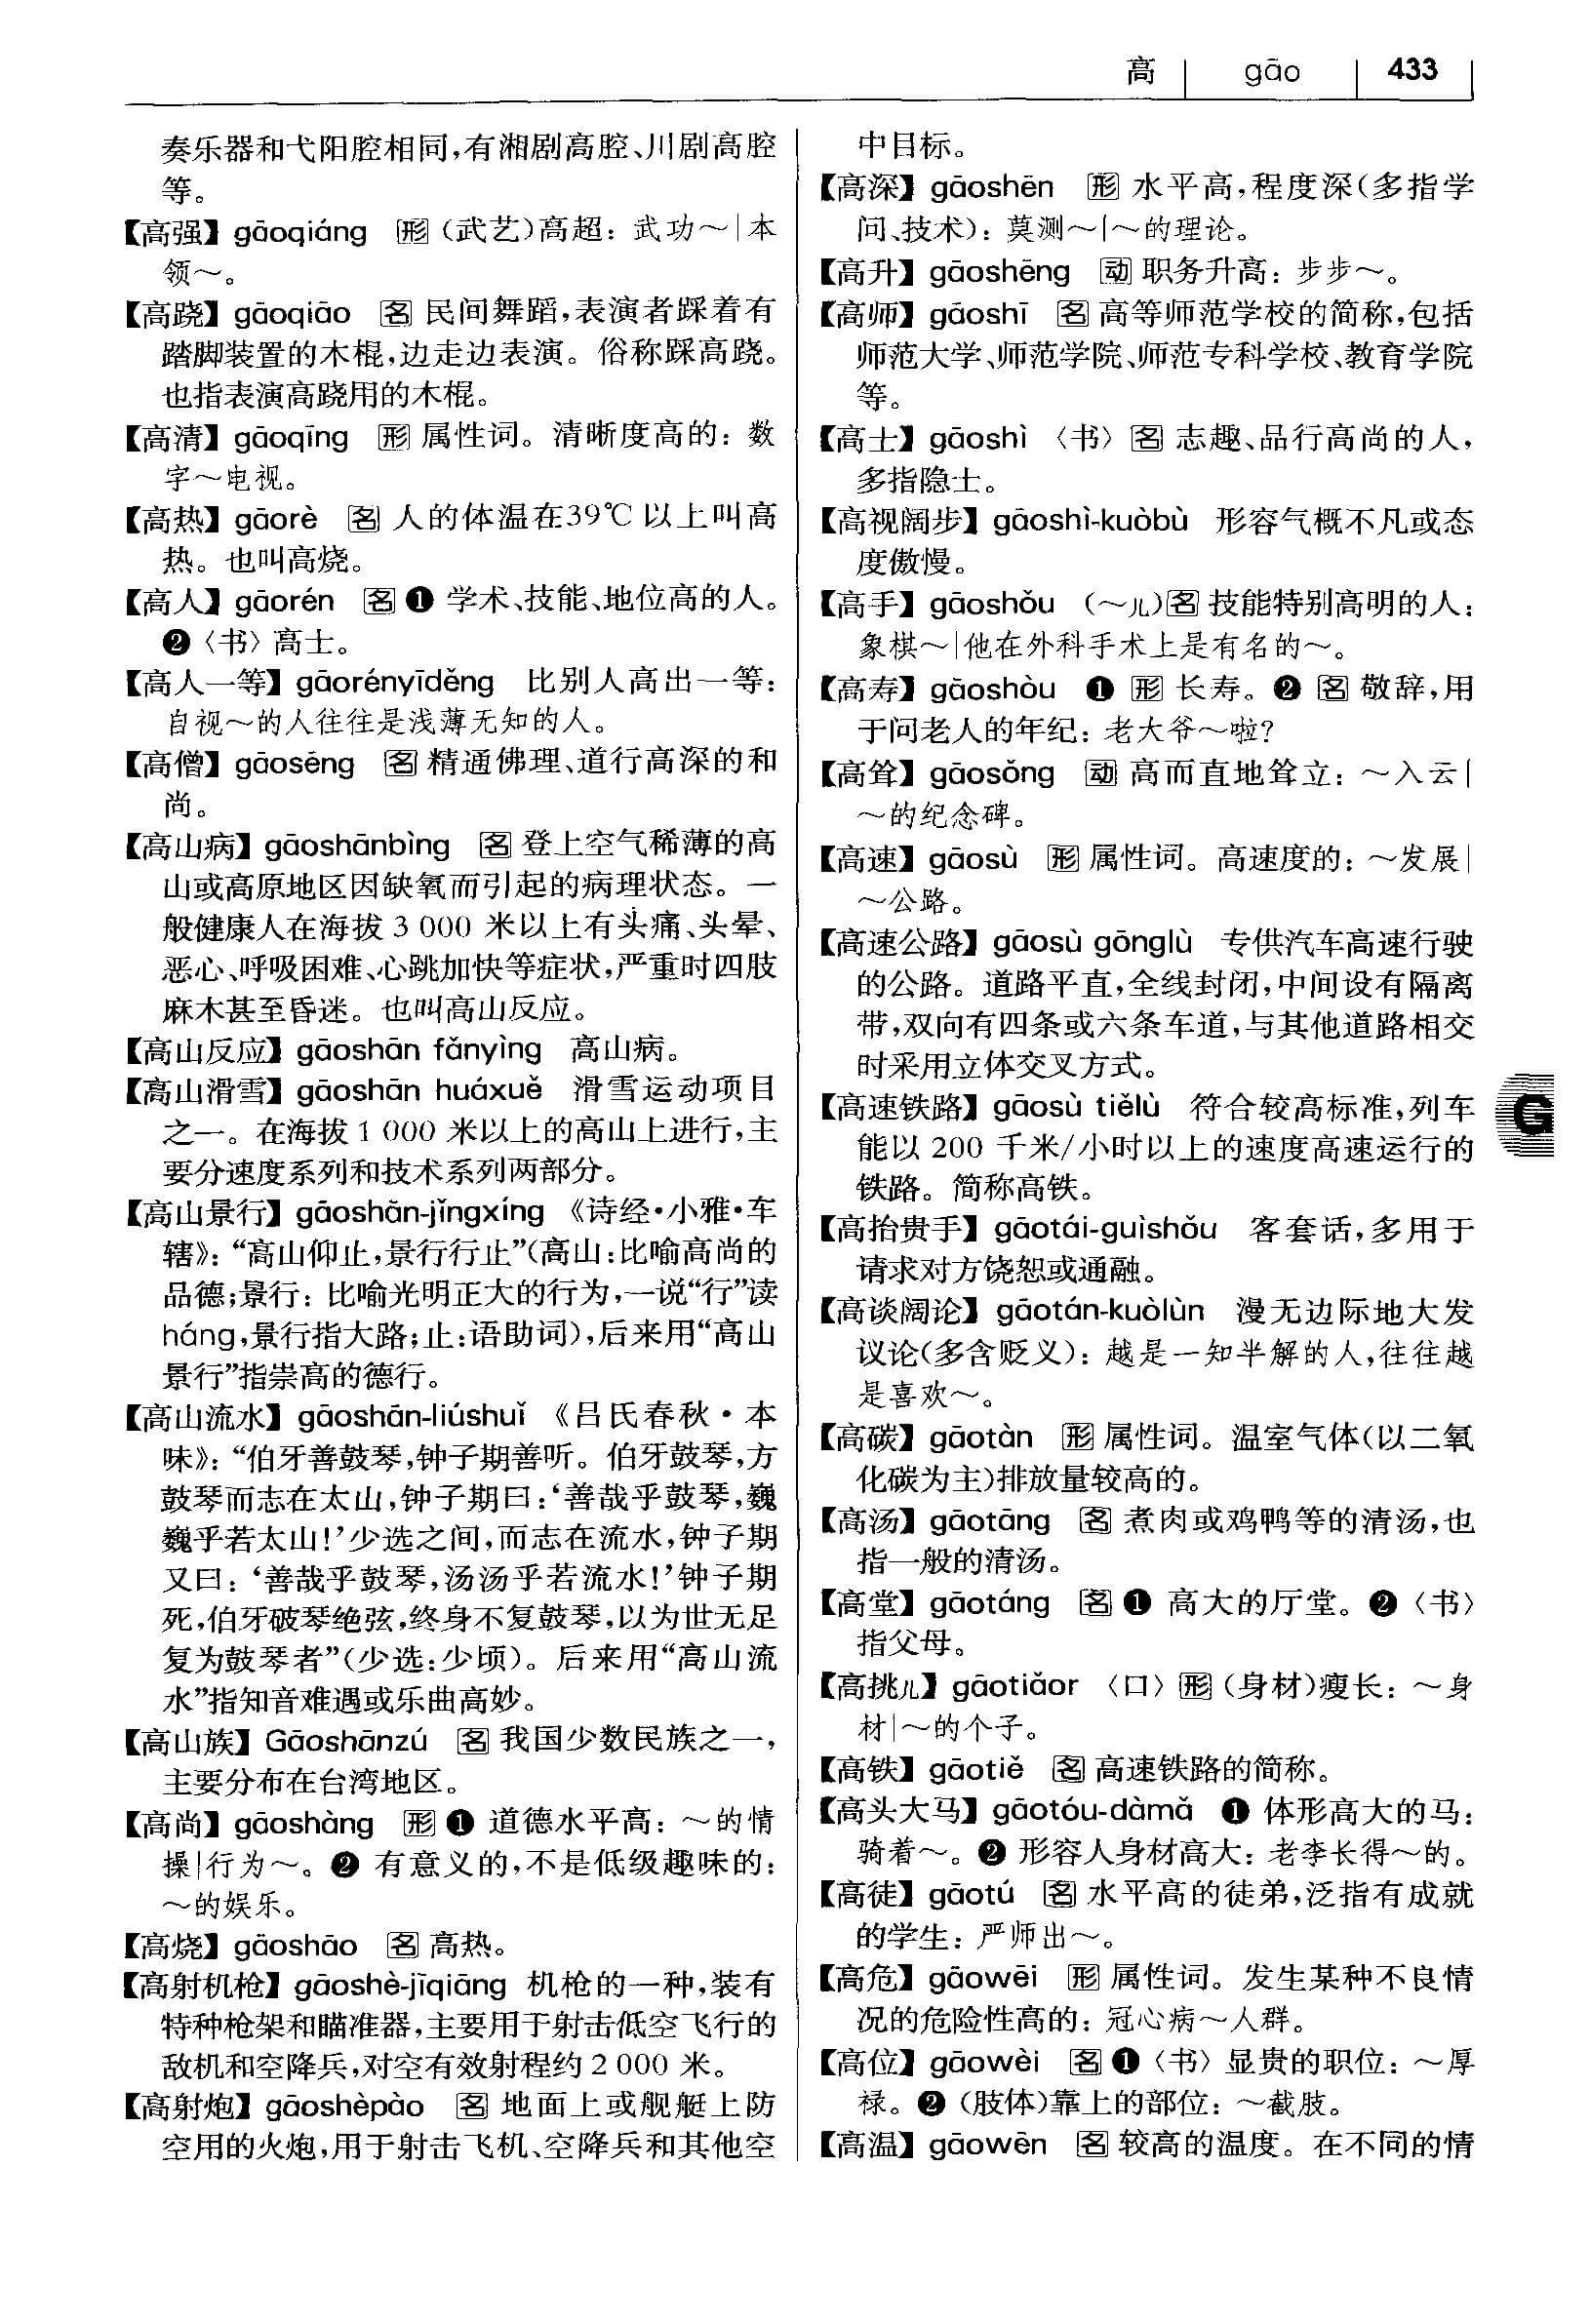 高 gāo 433
奏乐器和弋阳腔相同,有湘剧高腔、川剧高腔
等。
【高强】gāoqiáng 形 (武艺)高超：武功～|本
领～。
【高跷】gāoqiāo 名 民间舞蹈,表演者踩着有
踏脚装置的木棍,边走边表演。俗称踩高跷。
也指表演高跷用的木棍。
【高清】gāoqīng 形 属性词。清晰度高的：数
字～电视。
【高热】gāorè 名 人的体温在39℃以上叫高
热。也叫高烧。
【高人】gāorén 名 ❶ 学术、技能、地位高的人。
❷〈书〉高士。
【高人一等】gāorényīděng 比别人高出一等：
自视～的人往往是浅薄无知的人。
【高僧】gāosēng 名 精通佛理、道行高深的和
尚。
【高山病】gāoshānbìng 名 登上空气稀薄的高
山或高原地区因缺氧而引起的病理状态。一
般健康人在海拔 3 000 米以上有头痛、头晕、
恶心、呼吸困难、心跳加快等症状,严重时四肢
麻木甚至昏迷。也叫高山反应。
【高山反应】gāoshān fǎnyìng 高山病。
【高山滑雪】gāoshān huáxuě 滑雪运动项目
之一。在海拔 1 000 米以上的高山上进行,主
要分速度系列和技术系列两部分。
【高山景行】gāoshān-jǐngxíng 《诗经·小雅·车
辖》：“高山仰止,景行行止”(高山：比喻高尚的
品德；景行：比喻光明正大的行为,一说“行”读
háng,景行指大路；止：语助词),后来用“高山
景行”指崇高的德行。
【高山流水】gāoshān-liúshuǐ 《吕氏春秋·本
味》：“伯牙善鼓琴,钟子期善听。伯牙鼓琴,方
鼓琴而志在太山,钟子期曰：‘善哉乎鼓琴,巍
巍乎若太山!’少选之间,而志在流水,钟子期
又曰：‘善哉乎鼓琴,汤汤乎若流水!’钟子期
死,伯牙破琴绝弦,终身不复鼓琴,以为世无足
复为鼓琴者”(少选：少顷)。后来用“高山流
水”指知音难遇或乐曲高妙。
【高山族】Gāoshānzú 名 我国少数民族之一,
主要分布在台湾地区。
【高尚】gāoshàng 形 ❶ 道德水平高：～的情
操|行为～。❷ 有意义的,不是低级趣味的：
～的娱乐。
【高烧】gāoshāo 名 高热。
【高射机枪】gāoshè-jīqiāng 机枪的一种,装有
特种枪架和瞄准器,主要用于射击低空飞行的
敌机和空降兵,对空有效射程约 2 000 米。
【高射炮】gāoshèpào 名 地面上或舰艇上防
空用的火炮,用于射击飞机、空降兵和其他空
中目标。
【高深】gāoshēn 形 水平高,程度深(多指学
问、技术)：莫测～|～的理论。
【高升】gāoshēng 动 职务升高：步步～。
【高师】gāoshī 名 高等师范学校的简称,包括
师范大学、师范学院、师范专科学校、教育学院
等。
【高士】gāoshì 〈书〉名 志趣、品行高尚的人,
多指隐士。
【高视阔步】gāoshì-kuòbù 形容气概不凡或态
度傲慢。
【高手】gāoshǒu (～儿)名 技能特别高明的人：
象棋～|他在外科手术上是有名的～。
【高寿】gāoshòu ❶ 形 长寿。❷ 名 敬辞,用
于问老人的年纪：老大爷～啦?
【高耸】gāosǒng 动 高而直地耸立：～入云|
～的纪念碑。
【高速】gāosù 形 属性词。高速度的：～发展|
～公路。
【高速公路】gāosù gōnglù 专供汽车高速行驶
的公路。道路平直,全线封闭,中间设有隔离
带,双向有四条或六条车道,与其他道路相交
时采用立体交叉方式。
【高速铁路】gāosù tiělù 符合较高标准,列车
能以 200 千米/小时以上的速度高速运行的
铁路。简称高铁。
【高抬贵手】gāotái-guìshǒu 客套话,多用于
请求对方饶恕或通融。
【高谈阔论】gāotán-kuòlùn 漫无边际地大发
议论(多含贬义)：越是一知半解的人,往往越
是喜欢～。
【高碳】gāotàn 形 属性词。温室气体(以二氧
化碳为主)排放量较高的。
【高汤】gāotāng 名 煮肉或鸡鸭等的清汤,也
指一般的清汤。
【高堂】gāotáng 名 ❶ 高大的厅堂。❷〈书〉
指父母。
【高挑儿】gāotiǎor 〈口〉形 (身材)瘦长：～身
材|～的个子。
【高铁】gāotiě 名 高速铁路的简称。
【高头大马】gāotóu-dàmǎ ❶ 体形高大的马：
骑着～。❷ 形容人身材高大：老李长得～的。
【高徒】gāotú 名 水平高的徒弟,泛指有成就
的学生：严师出～。
【高危】gāowēi 形 属性词。发生某种不良情
况的危险性高的：冠心病～人群。
【高位】gāowèi 名 ❶〈书〉显贵的职位：～厚
禄。❷ (肢体)靠上的部位：～截肢。
【高温】gāowēn 名 较高的温度。在不同的情
G